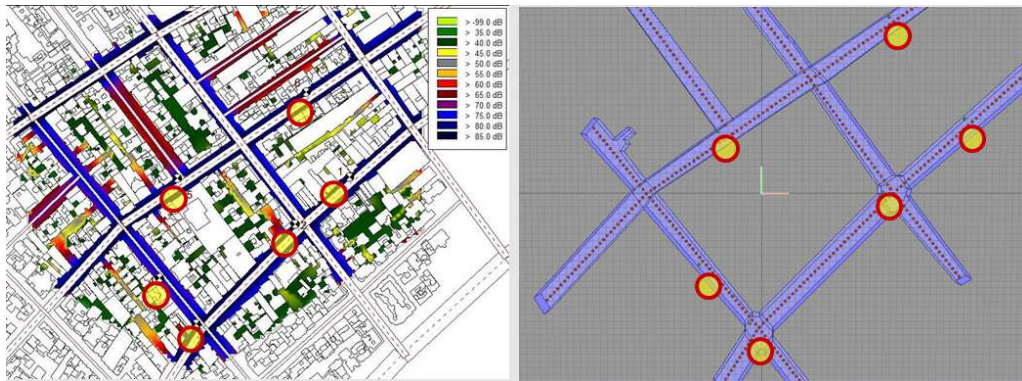 > -99.0 dB
> 35.0 dB
> 40.0 dB
> 45.0 dB
> 50.0 dB
> 55.0 dB
> 60.0 dB
> 65.0 dB
> 70.0 dB
> 75.0 dB
> 80.0 dB
> 85.0 dB